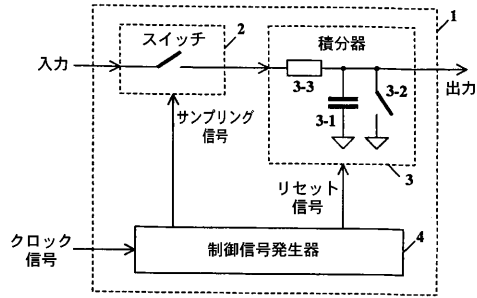 1
スイッチ
2
積分器
入力
3-3
3-2
3-1
出力
サンプリング
信号
3
リセット
信号
クロック
信号
制御信号発生器
4